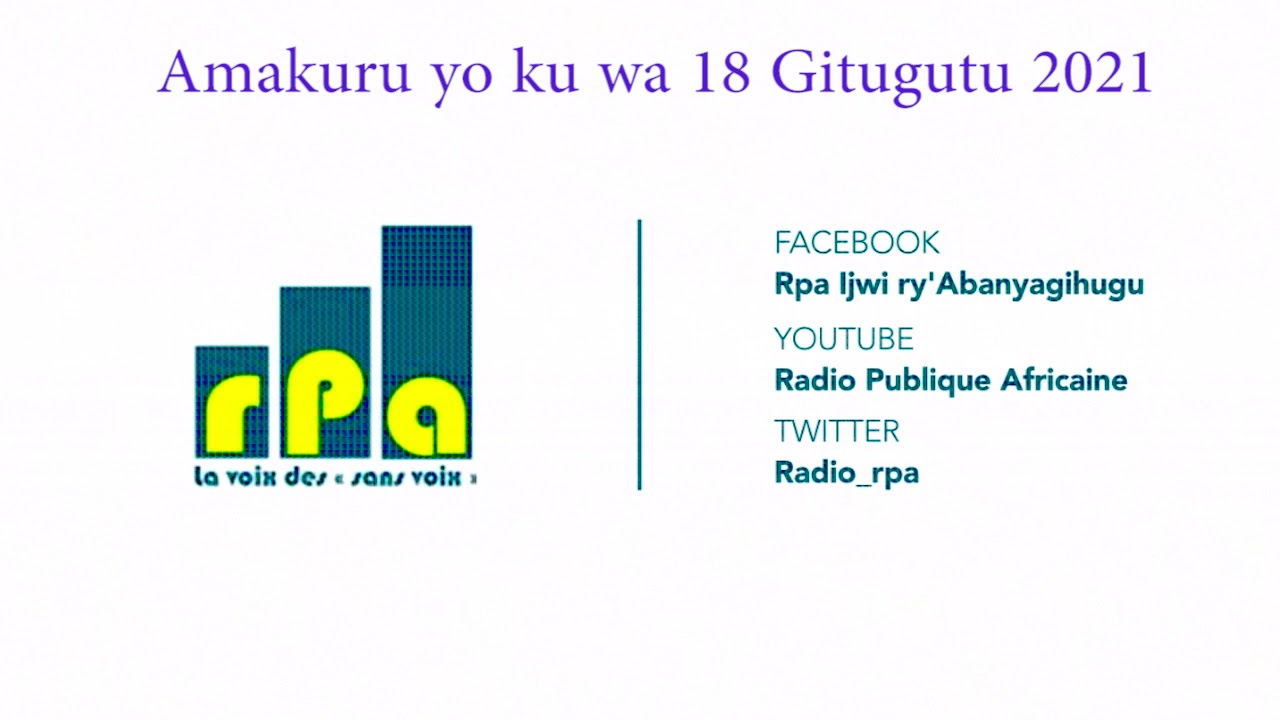 Amakuru yo ku wa 18 Gitugutu 2021
rpa
La voix des « sans voix »
FACEBOOK
Rpa Ijwi ry'Abanyagihugu
YOUTUBE
Radio Publique Africaine
TWITTER
Radio_rpa